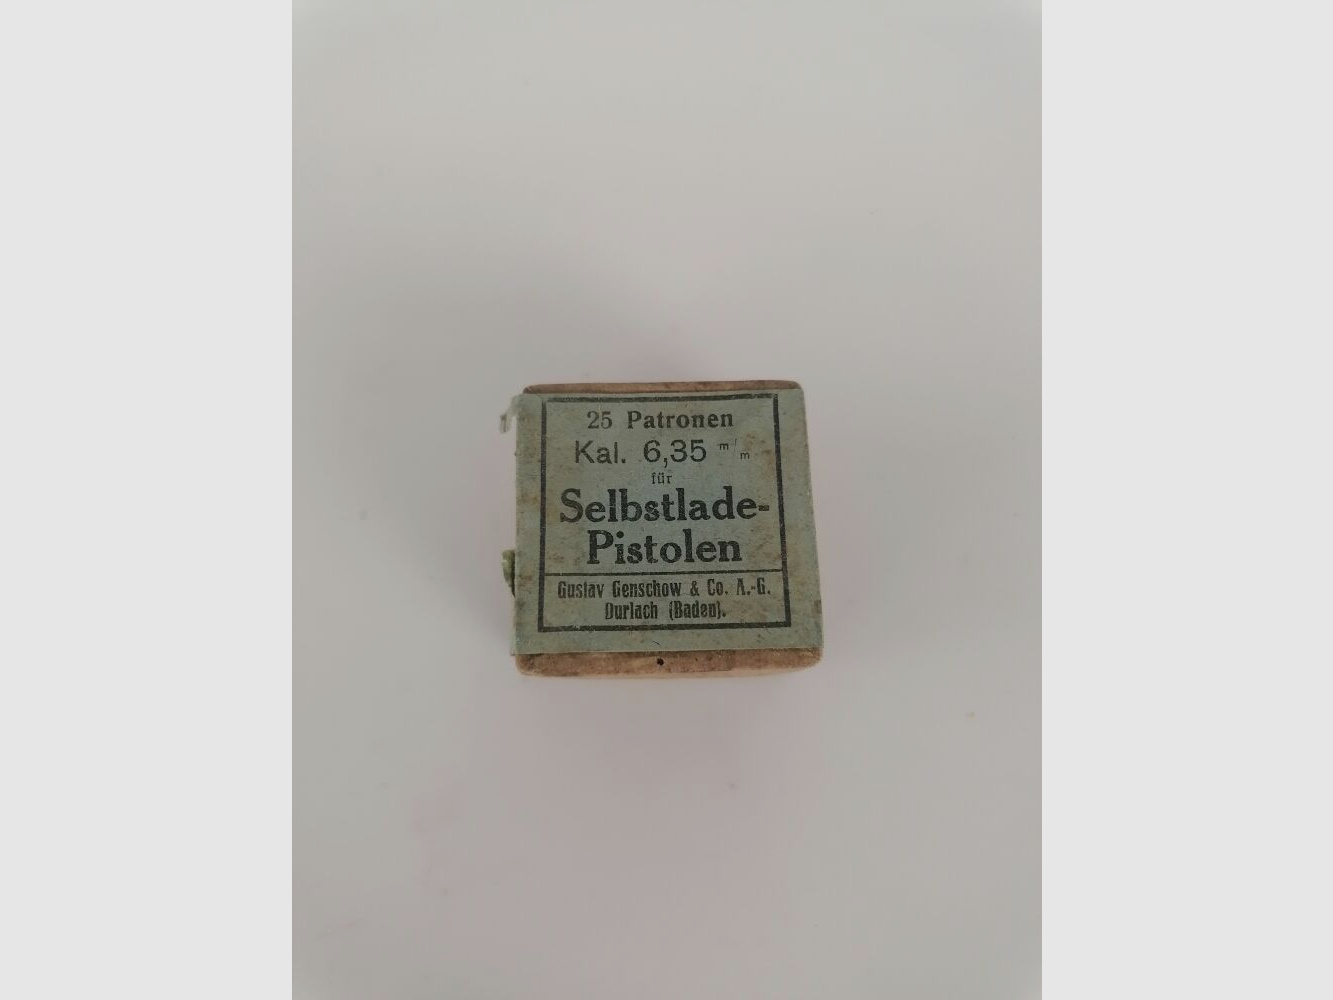 25 Patronen
Kal. 6,35 m/m
für
Selbstlade-
Pistolen
Gustav Genschow & Co. A.-G.
Durlach (Baden).